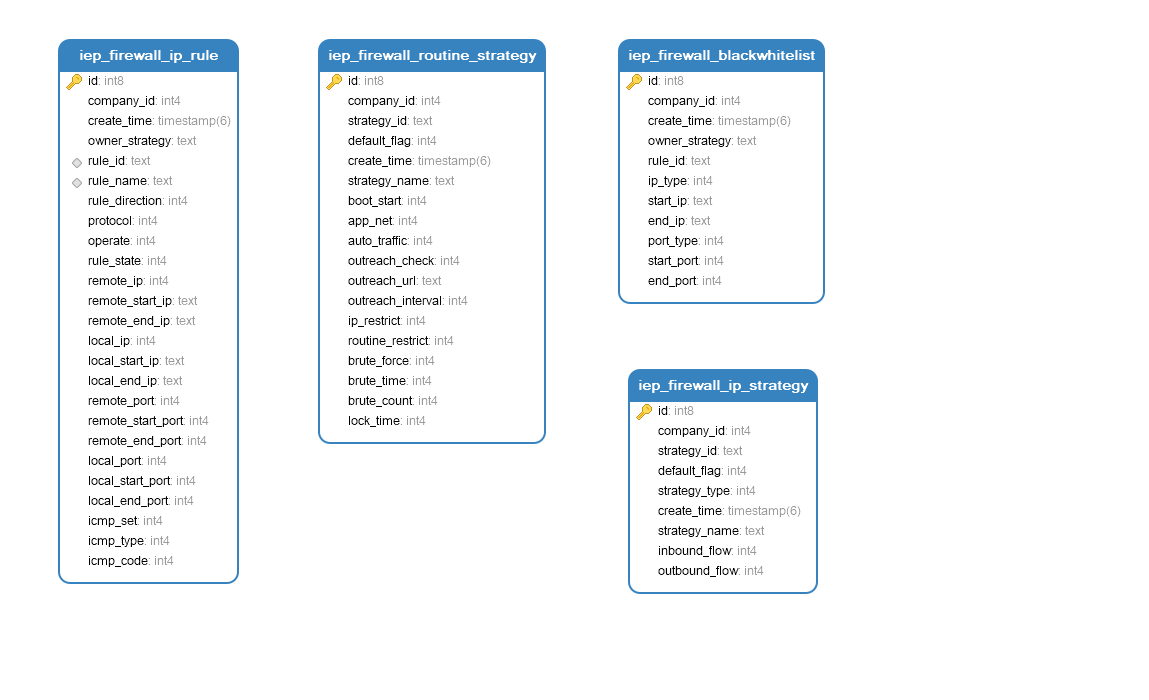 iep_firewall_ip_rule
id: int8
company_id: int4
create_time: timestamp(6)
owner_strategy: text
rule_id: text
rule_name: text
rule_direction: int4
protocol: int4
operate: int4
rule_state: int4
remote_ip: int4
remote_start_ip: text
remote_end_ip: text
local_ip: int4
local_start_ip: text
local_end_ip: text
remote_port: int4
remote_start_port: int4
remote_end_port: int4
local_port: int4
local_start_port: int4
local_end_port: int4
icmp_set: int4
icmp_type: int4
icmp_code: int4
iep_firewall_routine_strategy
id: int8
company_id: int4
strategy_id: text
default_flag: int4
create_time: timestamp(6)
strategy_name: text
boot_start: int4
app_net: int4
auto_traffic: int4
outreach_check: int4
outreach_url: text
outreach_interval: int4
ip_restrict: int4
routine_restrict: int4
brute_force: int4
brute_time: int4
brute_count: int4
lock_time: int4
iep_firewall_blackwhitelist
id: int8
company_id: int4
create_time: timestamp(6)
owner_strategy: text
rule_id: text
ip_type: int4
start_ip: text
end_ip: text
port_type: int4
start_port: int4
end_port: int4
iep_firewall_ip_strategy
id: int8
company_id: int4
strategy_id: text
default_flag: int4
strategy_type: int4
create_time: timestamp(6)
strategy_name: text
inbound_flow: int4
outbound_flow: int4